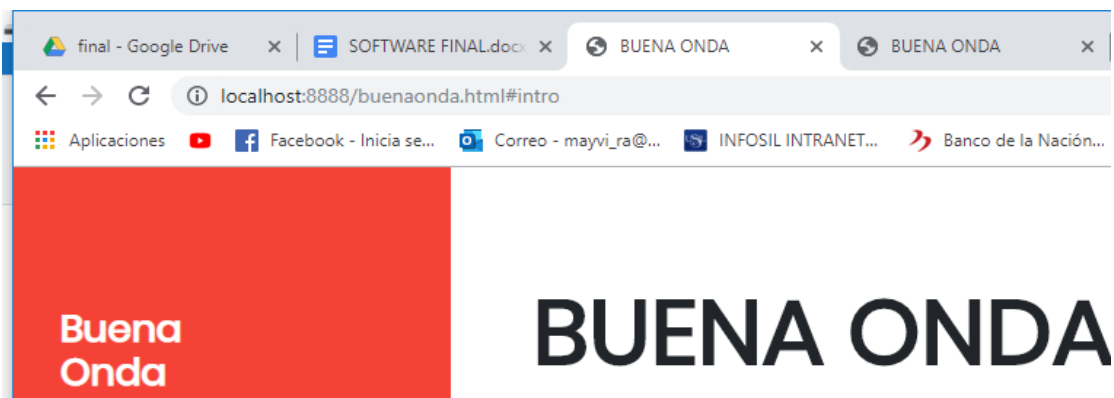 final - Google Drive SOFTWARE FINAL.docx BUENA ONDA BUENA ONDA
localhost:8888/buenaonda.html#intro
Aplicaciones Facebook - Inicia se... Correo - mayvi_ra@... INFOSIL INTRANET... Banco de la Nación...
BUENA ONDA
Buena
Onda